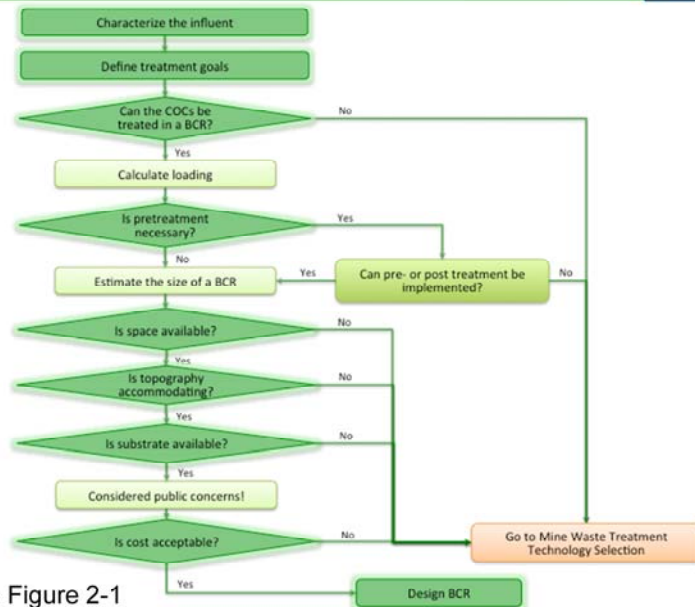 Characterize the influent
Define treatment goals
Can the COCs be
treated in a BCR?
No
Yes
Calculate loading
Is pretreatment
necessary?
Yes
No
Estimate the size of a BCR
Yes
Can pre- or post treatment be
implemented?
No
Is space available?
No
Yes
Is topography
accommodating?
No
Yes
Is substrate available?
No
Yes
Considered public concerns!
Is cost acceptable?
No
Go to Mine Waste Treatment
Technology Selection
Yes
Design BCR
Figure 2-1